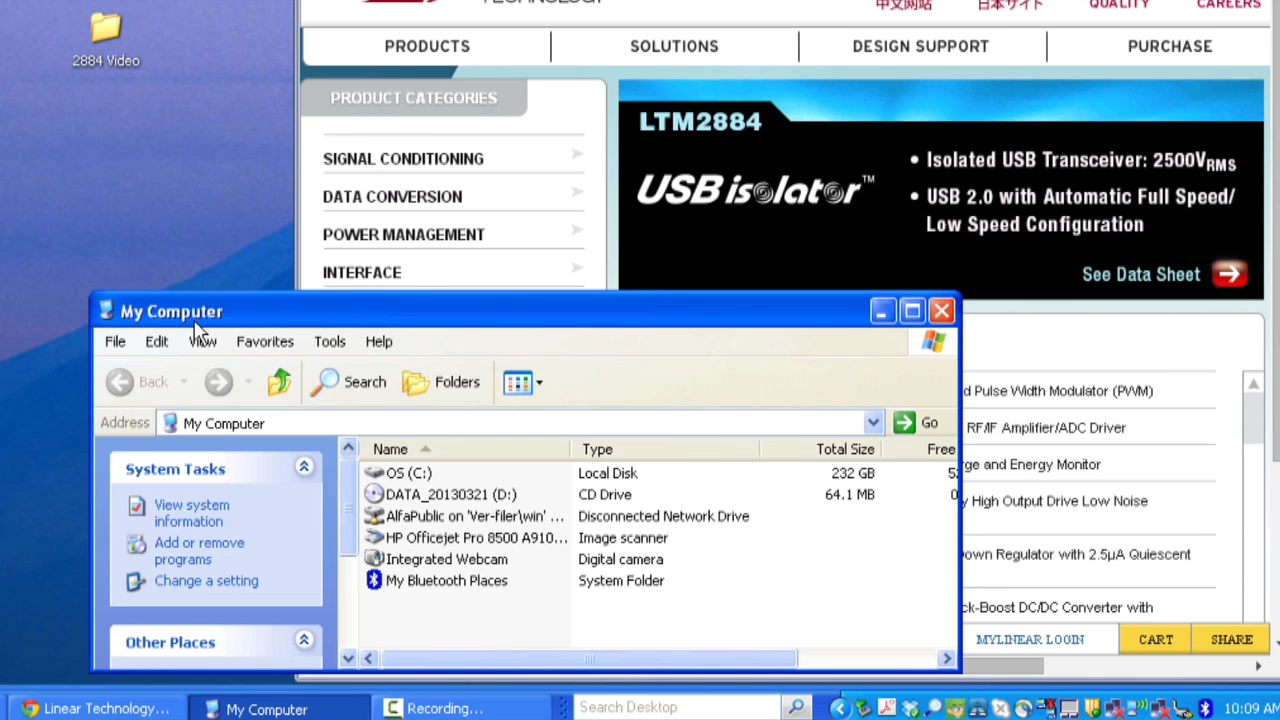 TECHNOLOGY
中文网站 日本サイト QUALITY CAREERS
2884 Video
PRODUCTS SOLUTIONS DESIGN SUPPORT PURCHASE
PRODUCT CATEGORIES
SIGNAL CONDITIONING
DATA CONVERSION
POWER MANAGEMENT
INTERFACE
LTM2884
USB isolator™
• Isolated USB Transceiver: 2500VRMS
• USB 2.0 with Automatic Full Speed/
Low Speed Configuration
See Data Sheet
My Computer
File Edit View Favorites Tools Help
Back Search Folders
Address My Computer Go
System Tasks
View system
information
Add or remove
programs
Change a setting
Other Places
Name Type Total Size Free
OS (C:) Local Disk 232 GB
DATA_20130321 (D:) CD Drive 64.1 MB
AlfaPublic on 'Ver-filer\win' ... Disconnected Network Drive
HP Officejet Pro 8500 A910... Image scanner
Integrated Webcam Digital camera
My Bluetooth Places System Folder
d Pulse Width Modulator (PWM)
RF/IF Amplifier/ADC Driver
ge and Energy Monitor
y High Output Drive Low Noise
own Regulator with 2.5µA Quiescent
ck-Boost DC/DC Converter with
MYLINEAR LOGIN CART SHARE
Linear Technology... My Computer Recording... Search Desktop 10:09 AM